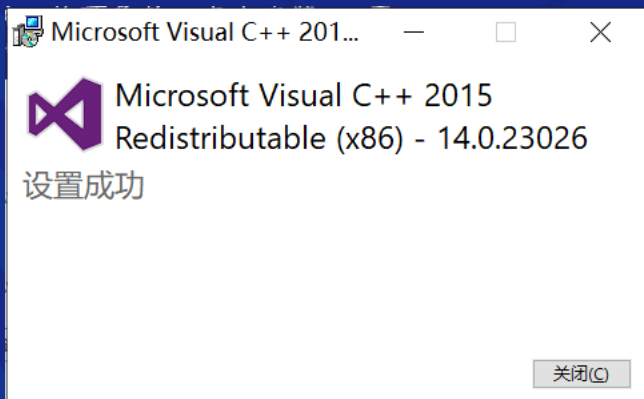 Microsoft Visual C++ 201...
Microsoft Visual C++ 2015
Redistributable (x86) - 14.0.23026
设置成功
关闭(C)